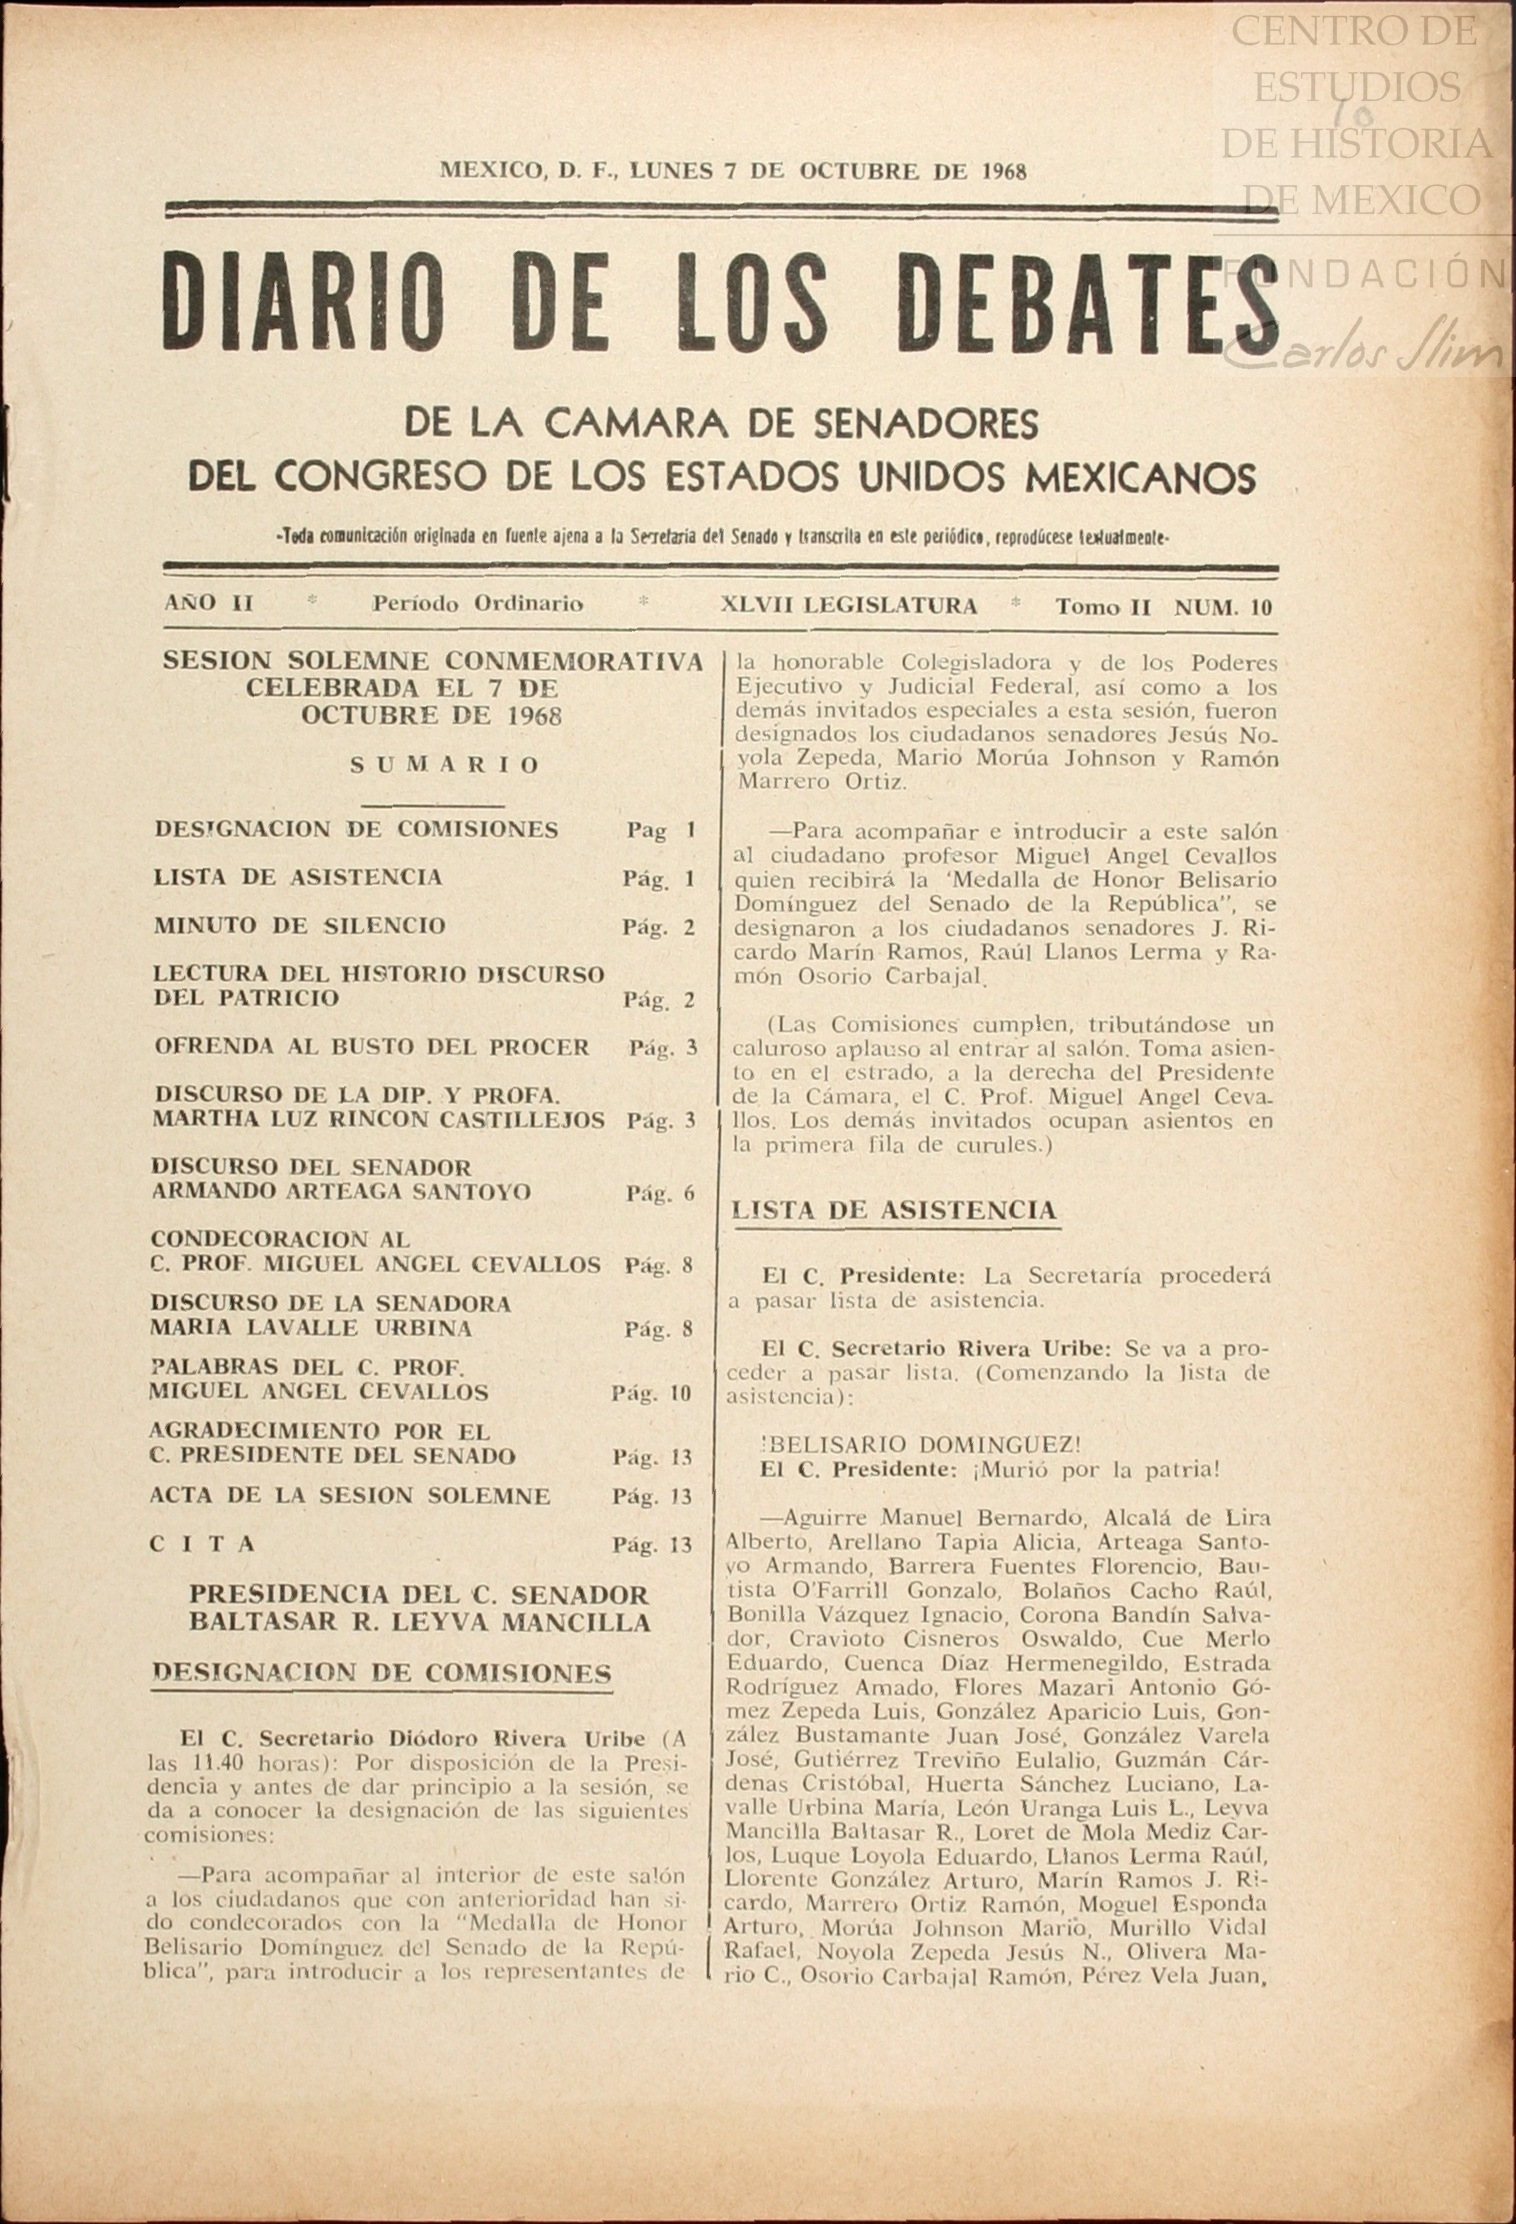 CENTRO DE
ESTUDIOS
DE HISTORIA
DE MEXICO
FUNDACIÓN
Carlos Slim
10
MEXICO, D. F., LUNES 7 DE OCTUBRE DE 1968
DIARIO DE LOS DEBATES
DE LA CAMARA DE SENADORES
DEL CONGRESO DE LOS ESTADOS UNIDOS MEXICANOS
-Toda comunicación originada en fuente ajena a la Secretaría del Senado y transcrita en este periódico, reprodúcese textualmente-
AÑO II * Período Ordinario * XLVII LEGISLATURA * Tomo II NUM. 10
SESION SOLEMNE CONMEMORATIVA
CELEBRADA EL 7 DE
OCTUBRE DE 1968
S U M A R I O
DESIGNACION DE COMISIONES Pag 1
LISTA DE ASISTENCIA Pág. 1
MINUTO DE SILENCIO Pág. 2
LECTURA DEL HISTORIO DISCURSO
DEL PATRICIO Pág. 2
OFRENDA AL BUSTO DEL PROCER Pág. 3
DISCURSO DE LA DIP. Y PROFA.
MARTHA LUZ RINCON CASTILLEJOS Pág. 3
DISCURSO DEL SENADOR
ARMANDO ARTEAGA SANTOYO Pág. 6
CONDECORACION AL
C. PROF. MIGUEL ANGEL CEVALLOS Pág. 8
DISCURSO DE LA SENADORA
MARIA LAVALLE URBINA Pág. 8
PALABRAS DEL C. PROF.
MIGUEL ANGEL CEVALLOS Pág. 10
AGRADECIMIENTO POR EL
C. PRESIDENTE DEL SENADO Pág. 13
ACTA DE LA SESION SOLEMNE Pág. 13
C I T A Pág. 13
PRESIDENCIA DEL C. SENADOR
BALTASAR R. LEYVA MANCILLA
DESIGNACION DE COMISIONES
El C. Secretario Diódoro Rivera Uribe (A
las 11.40 horas): Por disposición de la Presi-
dencia y antes de dar principio a la sesión, se
da a conocer la designación de las siguientes
comisiones:
—Para acompañar al interior de este salón
a los ciudadanos que con anterioridad han si-
do condecorados con la "Medalla de Honor
Belisario Domínguez del Senado de la Repú-
blica", para introducir a los representantes de
la honorable Colegisladora y de los Poderes
Ejecutivo y Judicial Federal, así como a los
demás invitados especiales a esta sesión, fueron
designados los ciudadanos senadores Jesús No-
yola Zepeda, Mario Morúa Johnson y Ramón
Marrero Ortiz.
—Para acompañar e introducir a este salón
al ciudadano profesor Miguel Angel Cevallos
quien recibirá la 'Medalla de Honor Belisario
Domínguez del Senado de la República", se
designaron a los ciudadanos senadores J. Ri-
cardo Marín Ramos, Raúl Llanos Lerma y Ra-
món Osorio Carbajal.
(Las Comisiones cumplen, tributándose un
caluroso aplauso al entrar al salón. Toma asien-
to en el estrado, a la derecha del Presidente
de la Cámara, el C. Prof. Miguel Angel Ceva-
llos. Los demás invitados ocupan asientos en
la primera fila de curules.)
LISTA DE ASISTENCIA
El C. Presidente: La Secretaría procederá
a pasar lista de asistencia.
El C. Secretario Rivera Uribe: Se va a pro-
ceder a pasar lista. (Comenzando la lista de
asistencia):
!BELISARIO DOMINGUEZ!
El C. Presidente: ¡Murió por la patria!
—Aguirre Manuel Bernardo, Alcalá de Lira
Alberto, Arellano Tapia Alicia, Arteaga Santo-
yo Armando, Barrera Fuentes Florencio, Bau-
tista O'Farrill Gonzalo, Bolaños Cacho Raúl,
Bonilla Vázquez Ignacio, Corona Bandín Salva-
dor, Cravioto Cisneros Oswaldo, Cue Merlo
Eduardo, Cuenca Díaz Hermenegildo, Estrada
Rodríguez Amado, Flores Mazari Antonio Gó-
mez Zepeda Luis, González Aparicio Luis, Gon-
zález Bustamante Juan José, González Varela
José, Gutiérrez Treviño Eulalio, Guzmán Cár-
denas Cristóbal, Huerta Sánchez Luciano, La-
valle Urbina María, León Uranga Luis L., Leyva
Mancilla Baltasar R., Loret de Mola Mediz Car-
los, Luque Loyola Eduardo, Llanos Lerma Raúl,
Llorente González Arturo, Marín Ramos J. Ri-
cardo, Marrero Ortiz Ramón, Moguel Esponda
Arturo, Morúa Johnson Mario, Murillo Vidal
Rafael, Noyola Zepeda Jesús N., Olivera Ma-
rio C., Osorio Carbajal Ramón, Pérez Vela Juan,